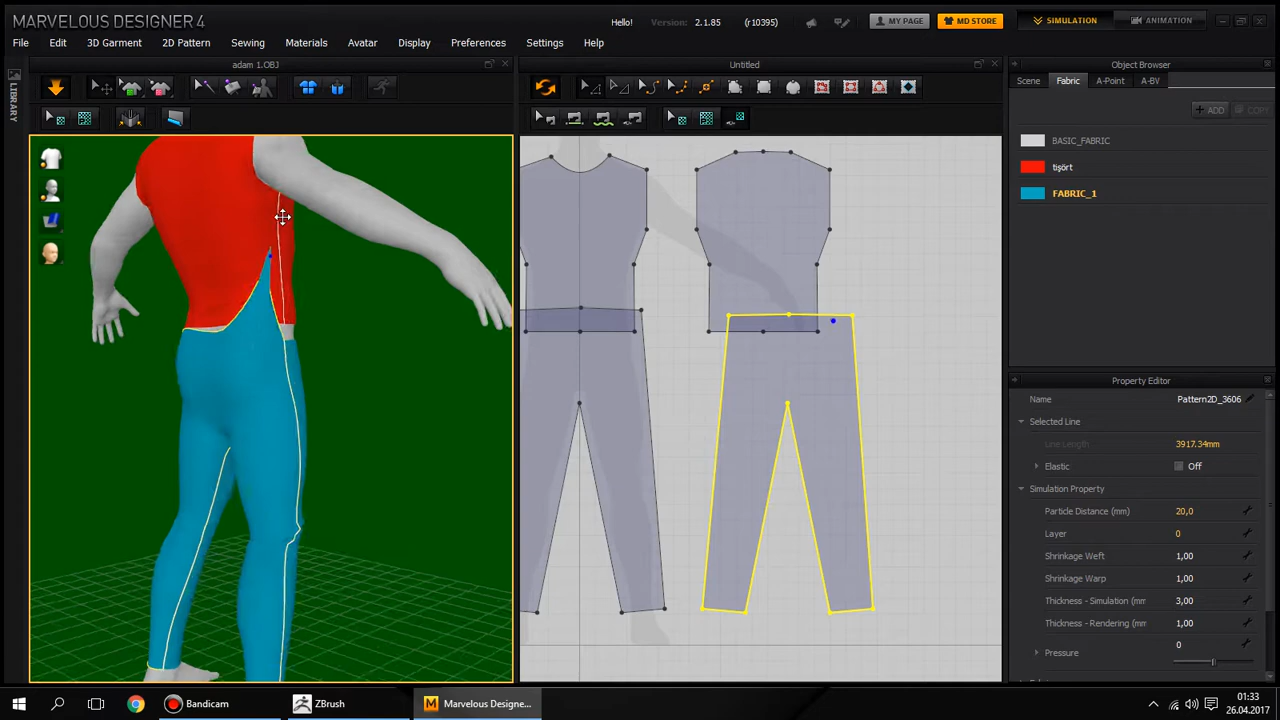 MARVELOUS DESIGNER 4
Hello! Version: 2.1.85 (r10395) MY PAGE MD STORE SIMULATION ANIMATION
File Edit 3D Garment 2D Pattern Sewing Materials Avatar Display Preferences Settings Help
LIBRARY
adam 1.OBJ
Untitled
Object Browser
Scene Fabric A-Point A-BV
+ ADD COPY
BASIC_FABRIC
tişört
FABRIC_1
Property Editor
Name Pattern2D_3606
Selected Line
Line Length 3917.34mm
Elastic Off
Simulation Property
Particle Distance (mm) 20,0
Layer 0
Shrinkage Weft 1,00
Shrinkage Warp 1,00
Thickness - Simulation (mm 3,00
Thickness - Rendering (mm 1,00
Pressure 0
Bandicam ZBrush M Marvelous Designe...
01:33
26.04.2017